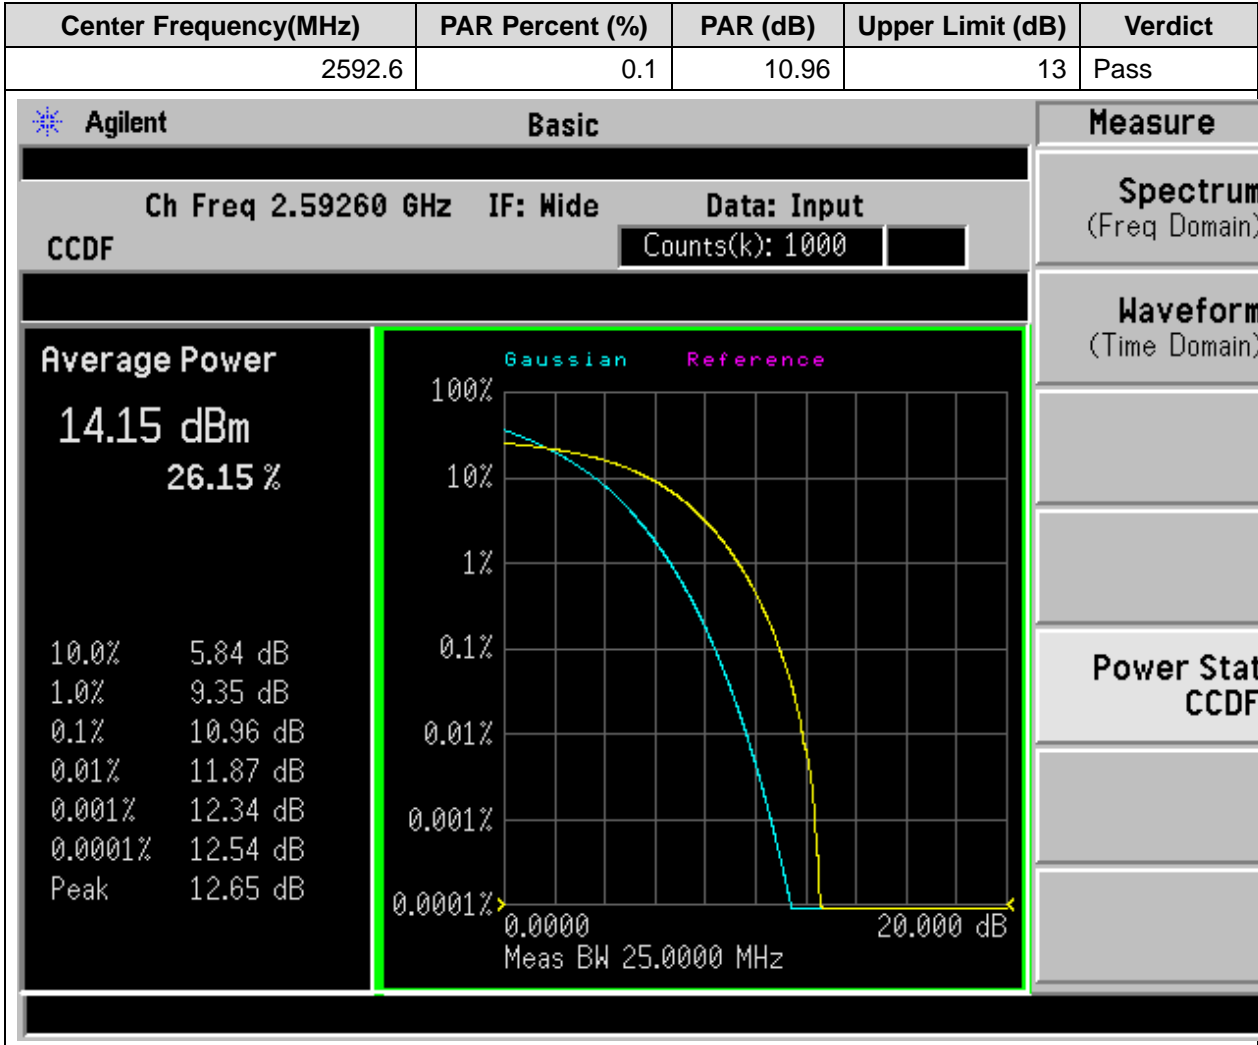 Center Frequency(MHz) PAR Percent (%) PAR (dB) Upper Limit (dB) Verdict
2592.6 0.1 10.96 13 Pass
Agilent Basic Measure
Ch Freq 2.59260 GHz IF: Wide Data: Input
CCDF Counts(k): 1000
Spectrum
(Freq Domain)
Waveform
(Time Domain)
Power Stat
CCDF
Average Power
14.15 dBm
26.15 %
10.0% 5.84 dB
1.0% 9.35 dB
0.1% 10.96 dB
0.01% 11.87 dB
0.001% 12.34 dB
0.0001% 12.54 dB
Peak 12.65 dB
Gaussian Reference
100%
10%
1%
0.1%
0.01%
0.001%
0.0001%
0.0000 20.000 dB
Meas BW 25.0000 MHz